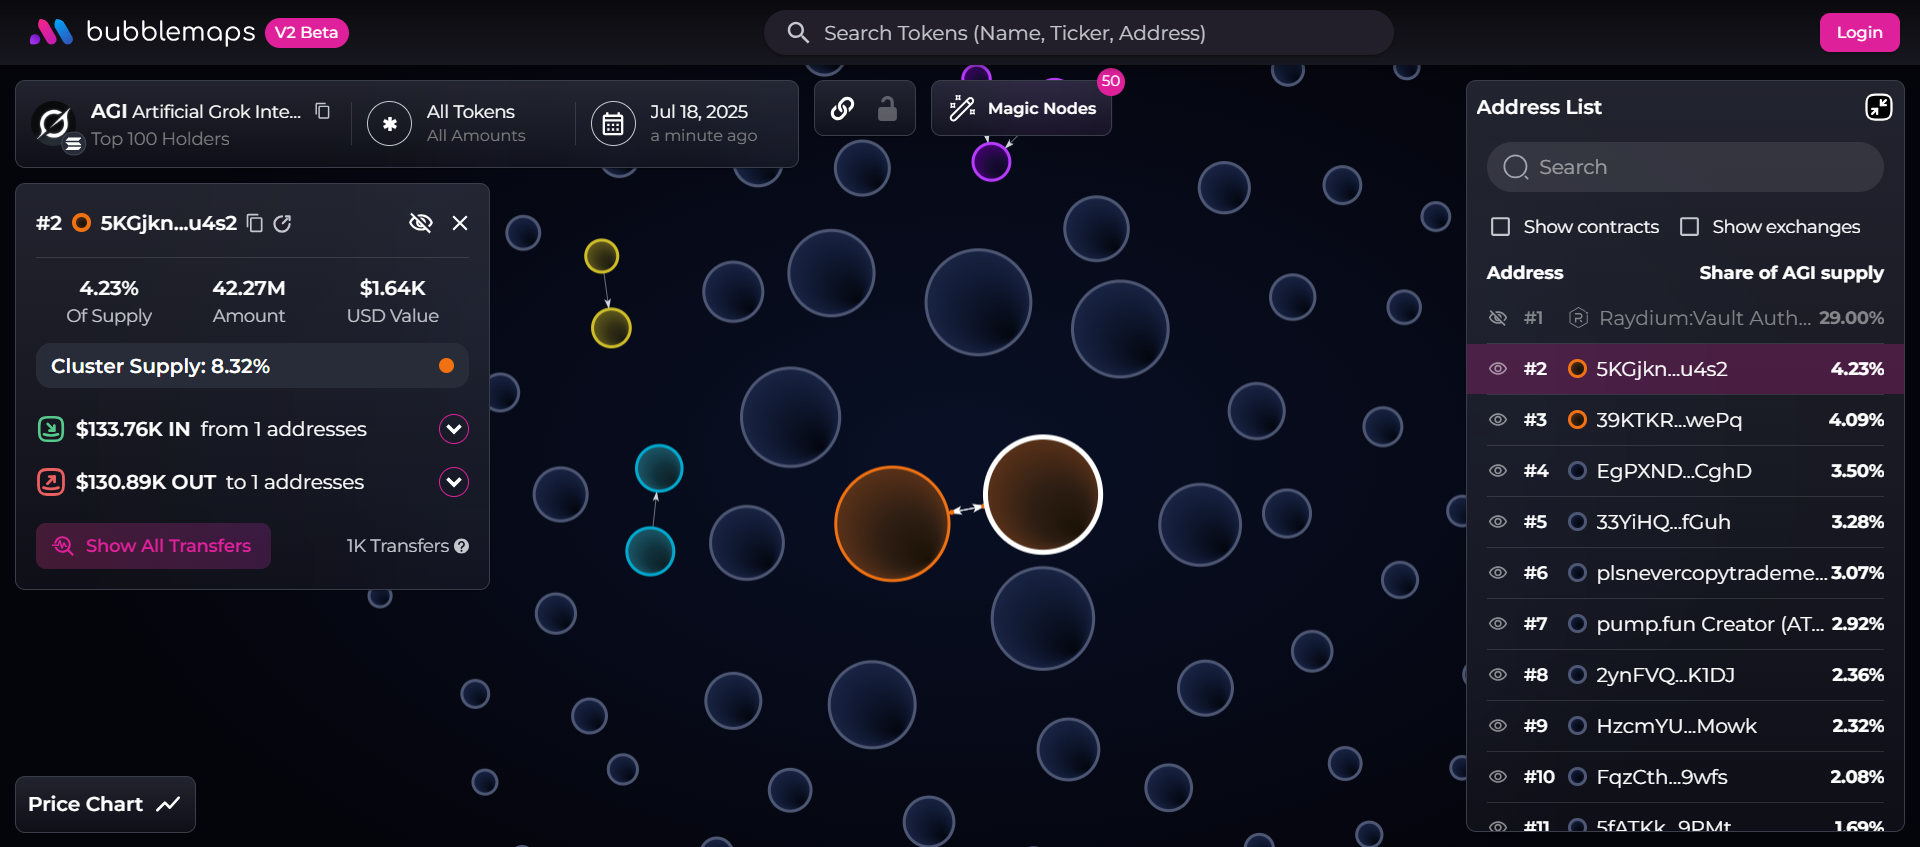 bubblemaps V2 Beta
Search Tokens (Name, Ticker, Address)
Login
AGI Artificial Grok Inte...
Top 100 Holders
All Tokens
All Amounts
Jul 18, 2025
a minute ago
Magic Nodes
50
#2 5KGjkn...u4s2
4.23%
Of Supply
42.27M
Amount
$1.64K
USD Value
Cluster Supply: 8.32%
$133.76K IN from 1 addresses
$130.89K OUT to 1 addresses
Show All Transfers
1K Transfers ?
Price Chart
Address List
Search
Show contracts Show exchanges
Address Share of AGI supply
#1 Raydium:Vault Auth... 29.00%
#2 5KGjkn...u4s2 4.23%
#3 39KTKR...wePq 4.09%
#4 EgPXND...CghD 3.50%
#5 33YiHQ...fGuh 3.28%
#6 plsnevercopytrademe... 3.07%
#7 pump.fun Creator (AT... 2.92%
#8 2ynFVQ...K1DJ 2.36%
#9 HzcmYU...Mowk 2.32%
#10 FqzCth...9wfs 2.08%
#11 5fATKk...9PMt 1.69%